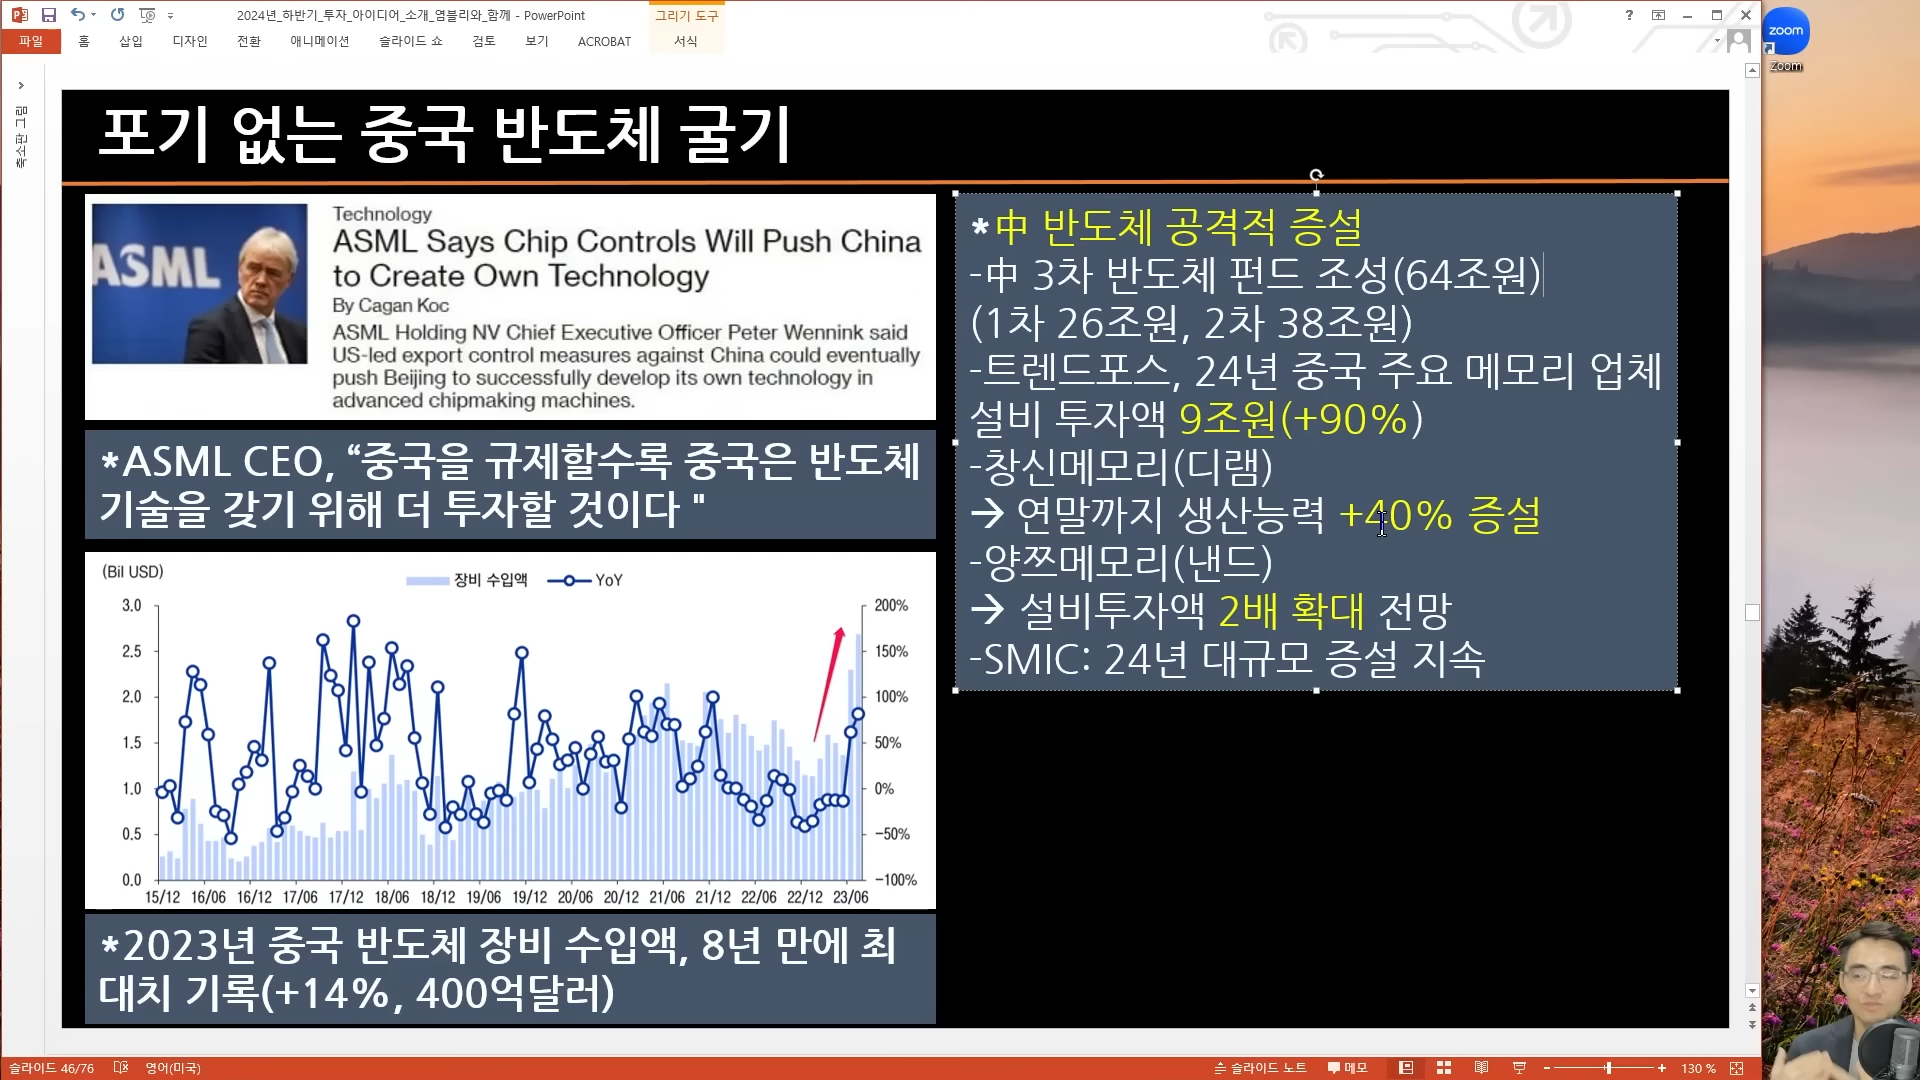 2024년_하반기_투자_아이디어_소개_염블리와_함께 - PowerPoint
그리기 도구
파일
홈
삽입
디자인
전환
애니메이션
슬라이드 쇼
검토
보기
ACROBAT
서식
zoom
Zoom
축소판 그림
포기 없는 중국 반도체 굴기
ASML
Technology
ASML Says Chip Controls Will Push China
to Create Own Technology
By Cagan Koc
ASML Holding NV Chief Executive Officer Peter Wennink said
US-led export control measures against China could eventually
push Beijing to successfully develop its own technology in
advanced chipmaking machines.
*ASML CEO, “중국을 규제할수록 중국은 반도체
기술을 갖기 위해 더 투자할 것이다 "
(Bil USD)
장비 수입액
YoY
3.0
2.5
2.0
1.5
1.0
0.5
0.0
200%
150%
100%
50%
0%
-50%
-100%
15/12 16/06 16/12 17/06 17/12 18/06 18/12 19/06 19/12 20/06 20/12 21/06 21/12 22/06 22/12 23/06
*2023년 중국 반도체 장비 수입액, 8년 만에 최
대치 기록(+14%, 400억달러)
*中 반도체 공격적 증설
-中 3차 반도체 펀드 조성(64조원)
(1차 26조원, 2차 38조원)
-트렌드포스, 24년 중국 주요 메모리 업체
설비 투자액 9조원(+90%)
-창신메모리(디램)
→ 연말까지 생산능력 +40% 증설
-양쯔메모리(낸드)
→ 설비투자액 2배 확대 전망
-SMIC: 24년 대규모 증설 지속
슬라이드 46/76
영어(미국)
슬라이드 노트
메모
130 %